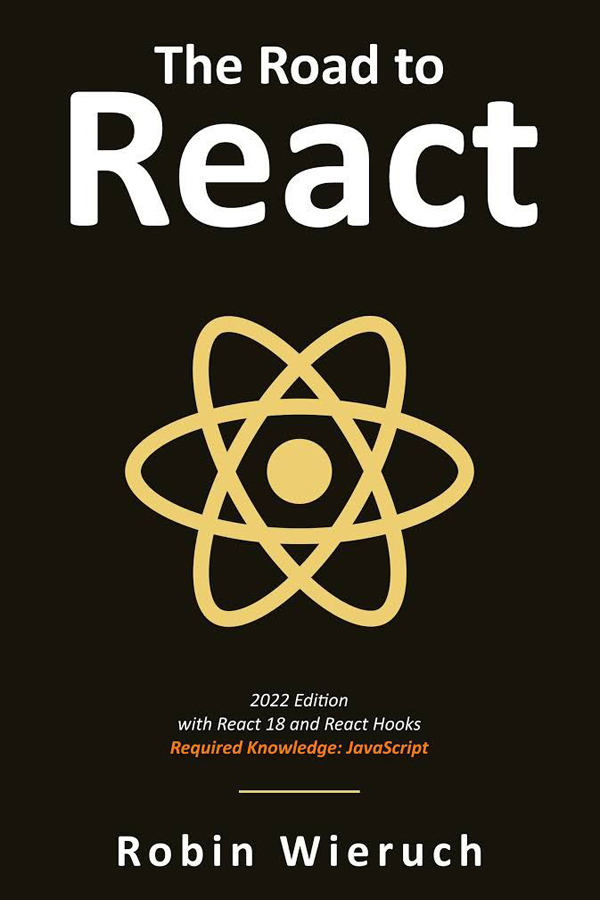 The Road to
React
2022 Edition
with React 18 and React Hooks
Required Knowledge: JavaScript
Robin Wieruch